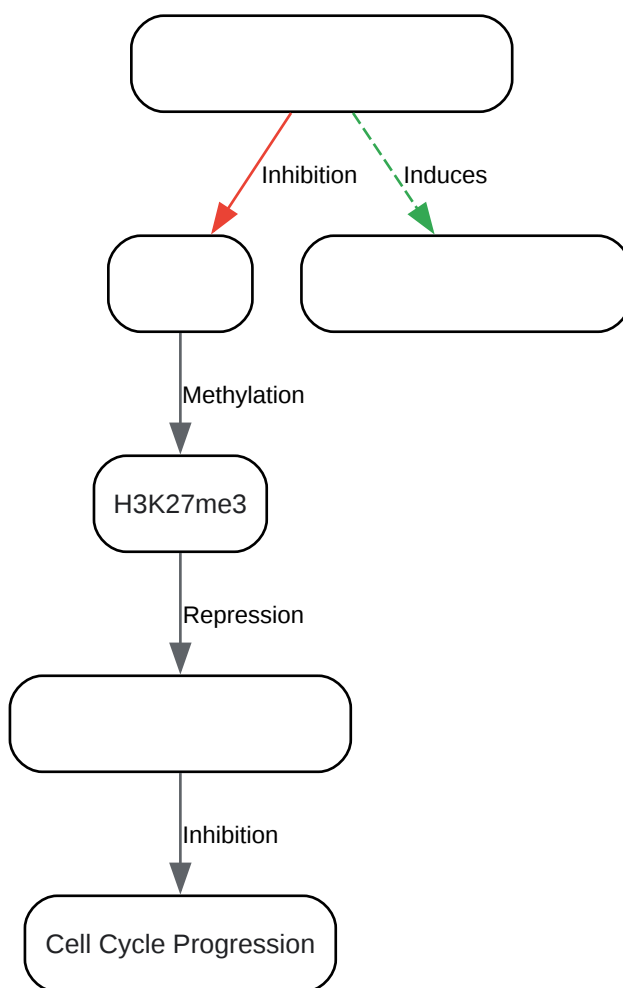 Inhibition
Induces
Methylation
H3K27me3
Repression
Inhibition
Cell Cycle Progression